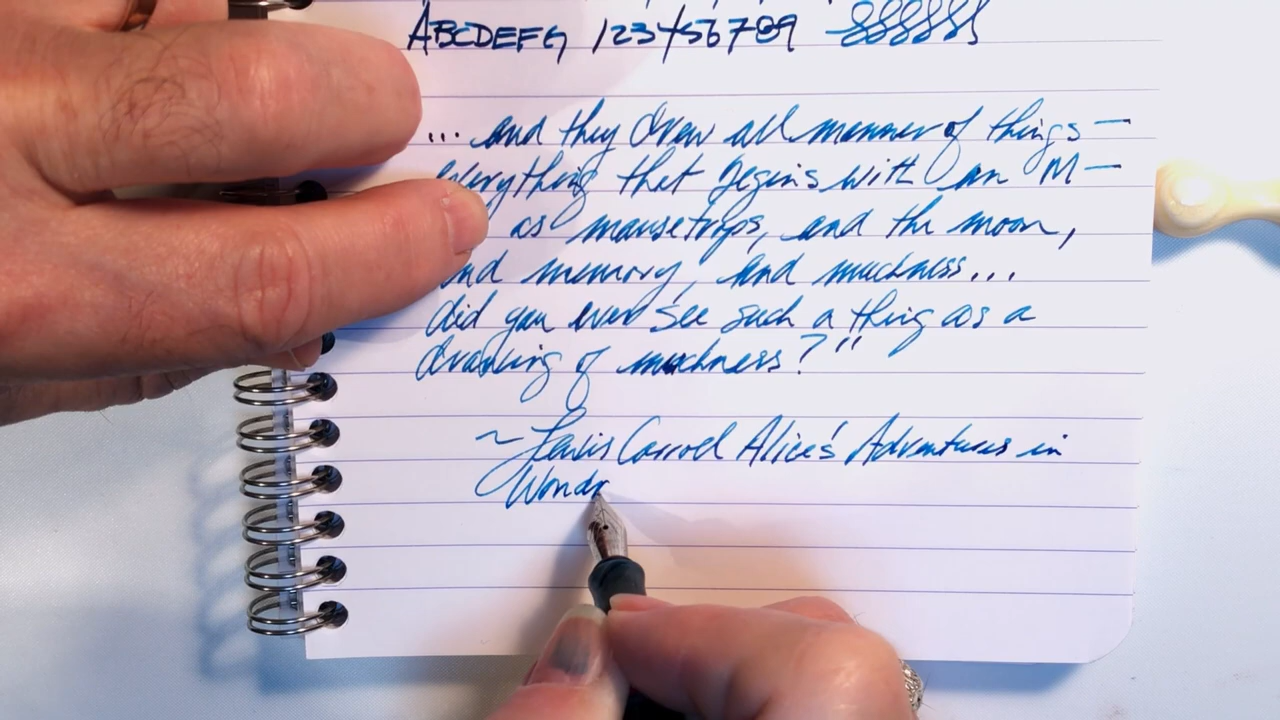 ABCDEFG 123456789
... and they drew all manner of things —
everything that begins with an M —
as mousetraps, and the moon,
and memory, and muchness...
did you ever see such a thing as a
drawing of muchness?"
~ Lewis Carroll Alice's Adventures in
Wonder